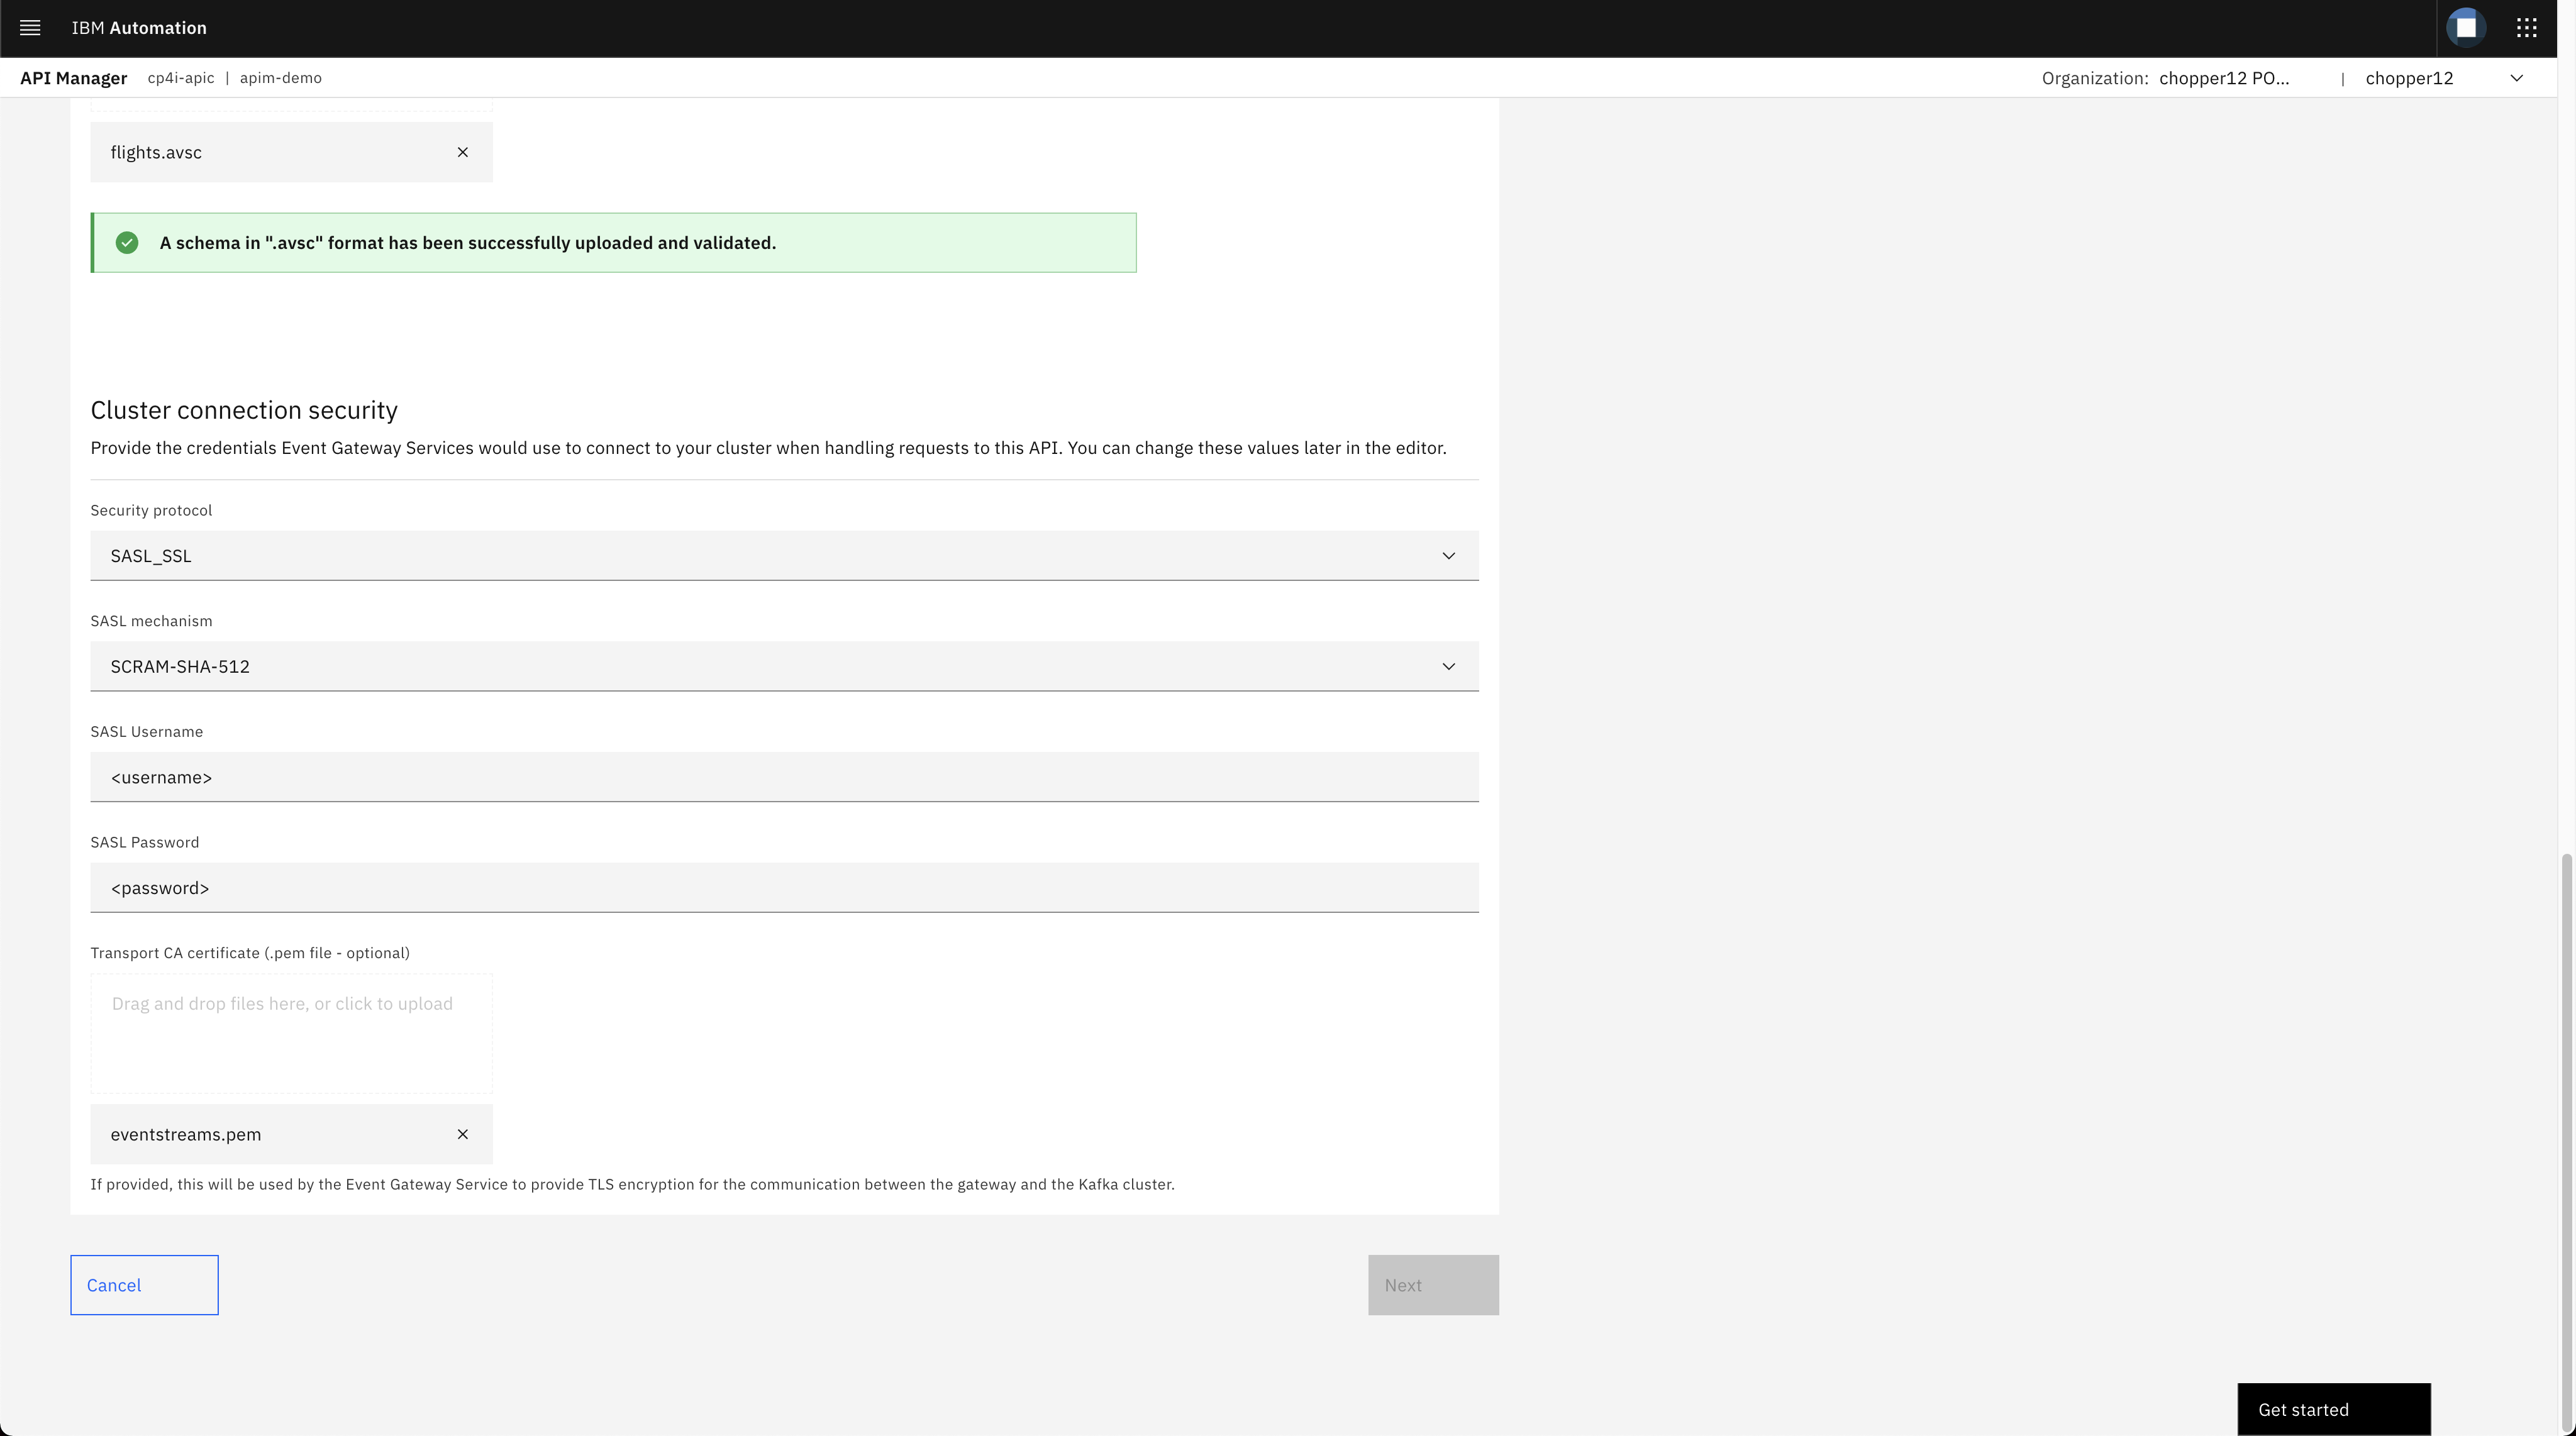 IBM Automation
API Manager cp4i-apic | apim-demo Organization: chopper12 PO... | chopper12
flights.avsc
A schema in ".avsc" format has been successfully uploaded and validated.
Cluster connection security
Provide the credentials Event Gateway Services would use to connect to your cluster when handling requests to this API. You can change these values later in the editor.
Security protocol
SASL_SSL
SASL mechanism
SCRAM-SHA-512
SASL Username
<username>
SASL Password
<password>
Transport CA certificate (.pem file - optional)
Drag and drop files here, or click to upload
eventstreams.pem
If provided, this will be used by the Event Gateway Service to provide TLS encryption for the communication between the gateway and the Kafka cluster.
Cancel Next
Get started